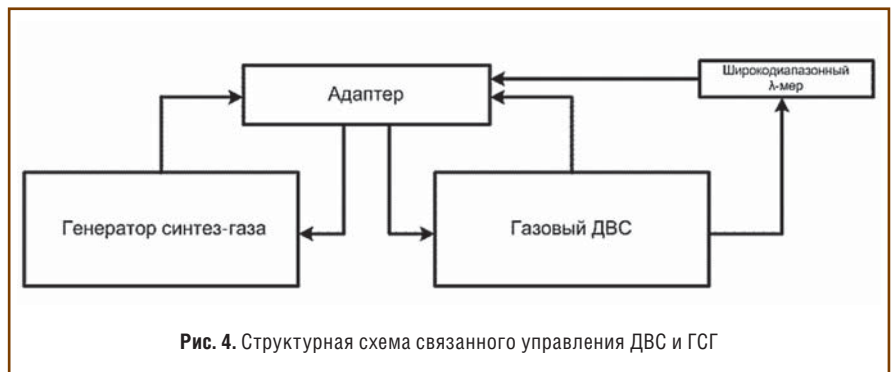 Адаптер
Широкодиапазонный
λ-мер
Генератор синтез-газа
Газовый ДВС
Рис. 4. Структурная схема связанного управления ДВС и ГСГ